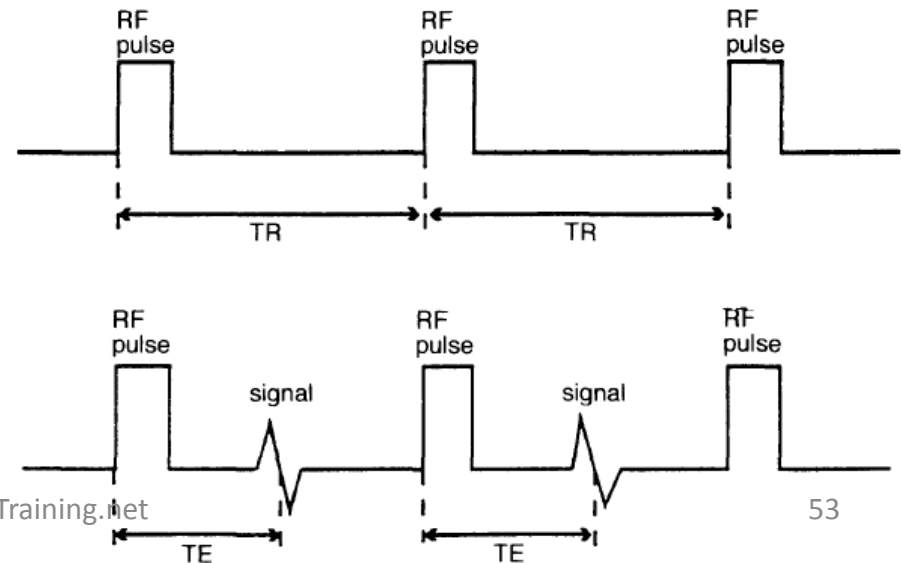 RF RF RF
pulse pulse pulse
TR TR
RF RF RF
pulse pulse pulse
signal signal
Training.net 53
TE TE